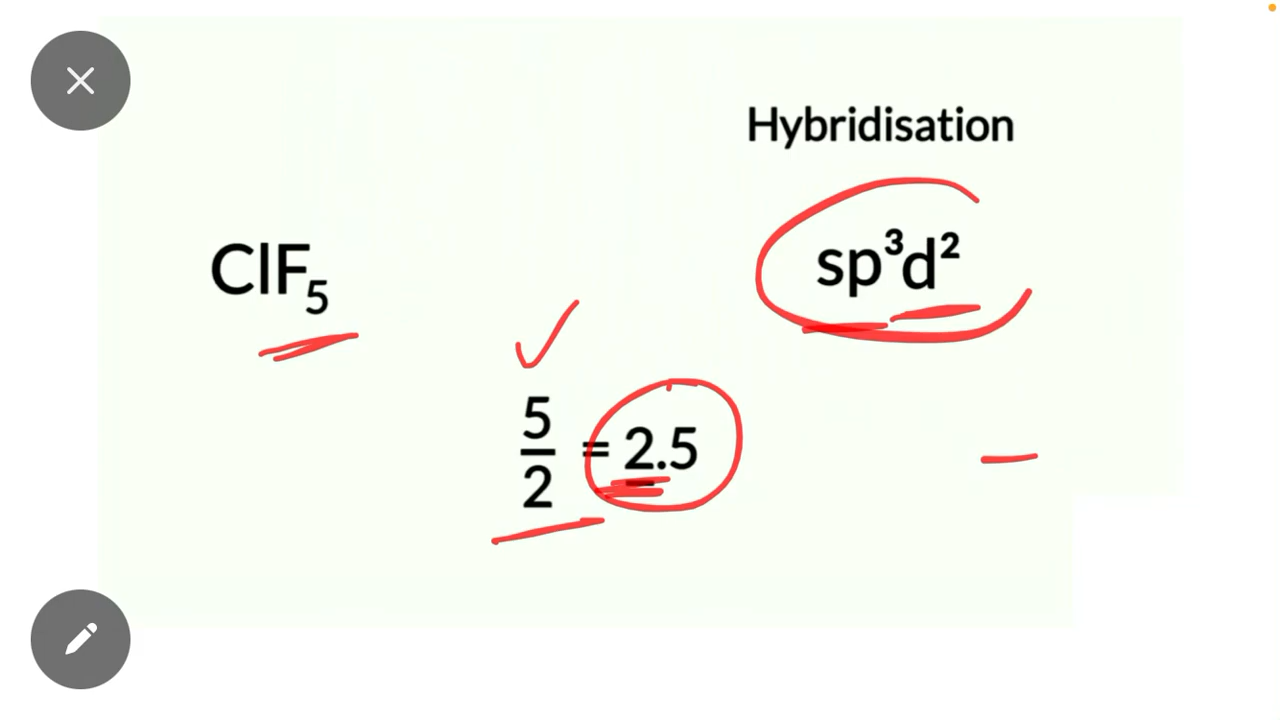 Hybridisation
ClF₅
sp³d²
5/2 = 2.5